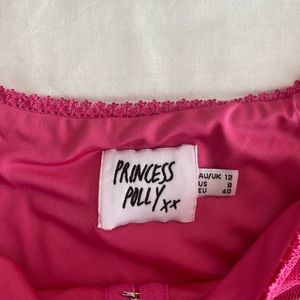 PRINCESS
POLLY xx
AU/UK 12
US 8
EU 40